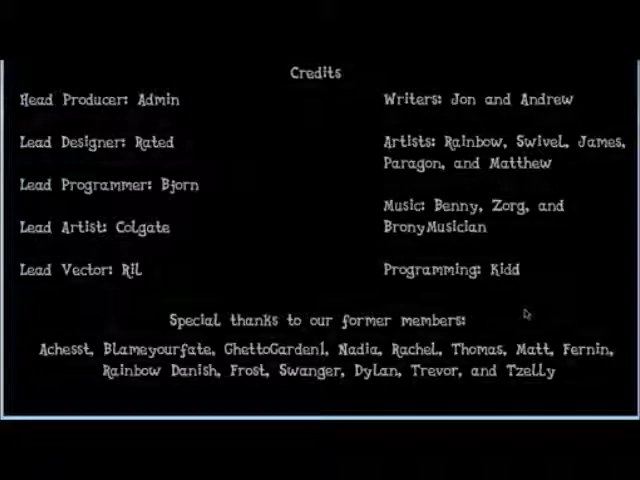 Credits
Head Producer: Admin
Lead Designer: Rated
Lead Programmer: Bjorn
Lead Artist: Colgate
Lead Vector: Ril
Writers: Jon and Andrew
Artists: Rainbow, Swivel, James,
Paragon, and Matthew
Music: Benny, Zorg, and
BronyMusician
Programming: Kidd
Special thanks to our former members:
Achesst, Blameyourfate, GhettoGarden1, Nadia, Rachel, Thomas, Matt, Fernin,
Rainbow Danish, Frost, Swanger, Dylan, Trevor, and Tzelly